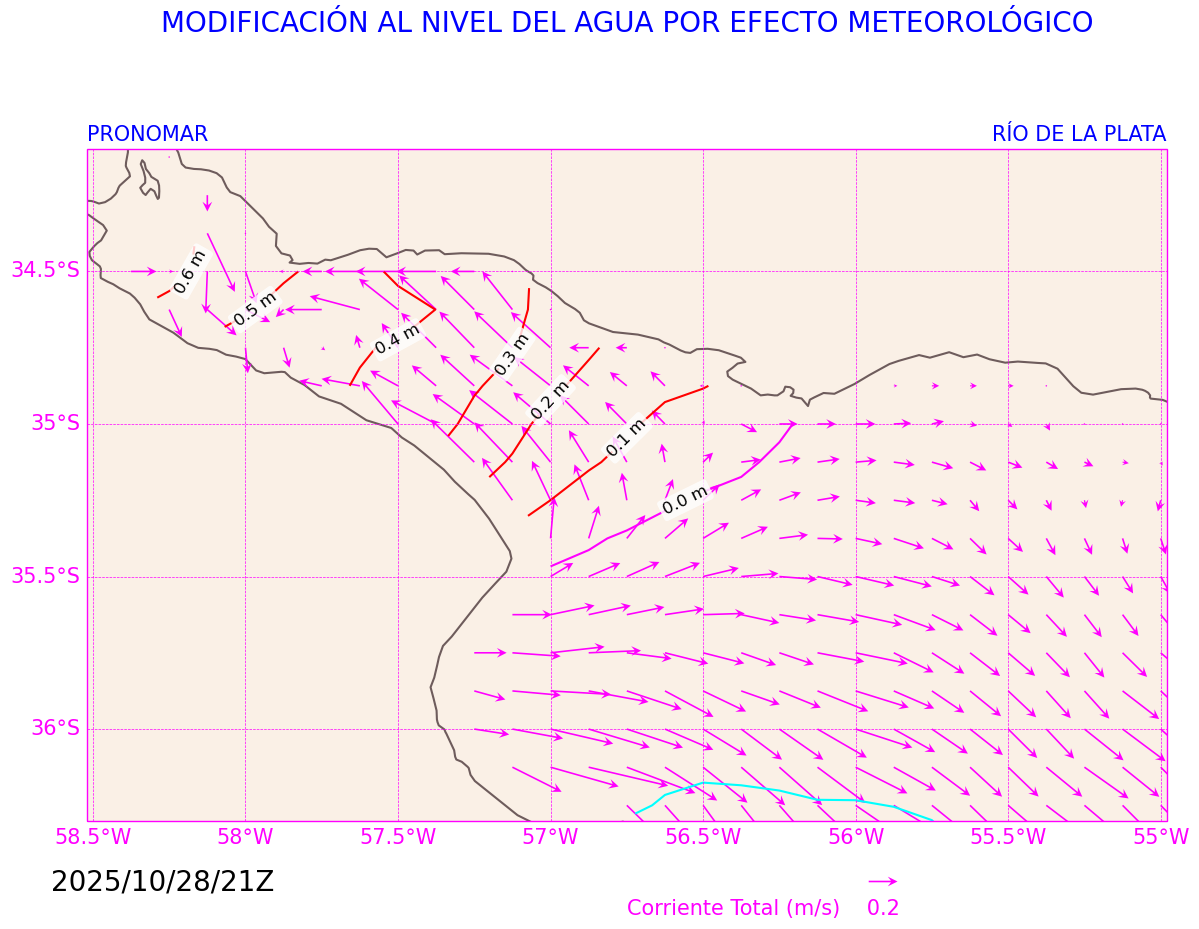 MODIFICACIÓN AL NIVEL DEL AGUA POR EFECTO METEOROLÓGICO
PRONOMAR
RÍO DE LA PLATA
0.6 m
34.5°S
0.5 m
0.4 m
0.3 m
0.2 m
35°S
0.1 m
0.0 m
35.5°S
36°S
58.5°W
58°W
57.5°W
57°W
56.5°W
56°W
55.5°W
55°W
2025/10/28/21Z
Corriente Total (m/s)
0.2